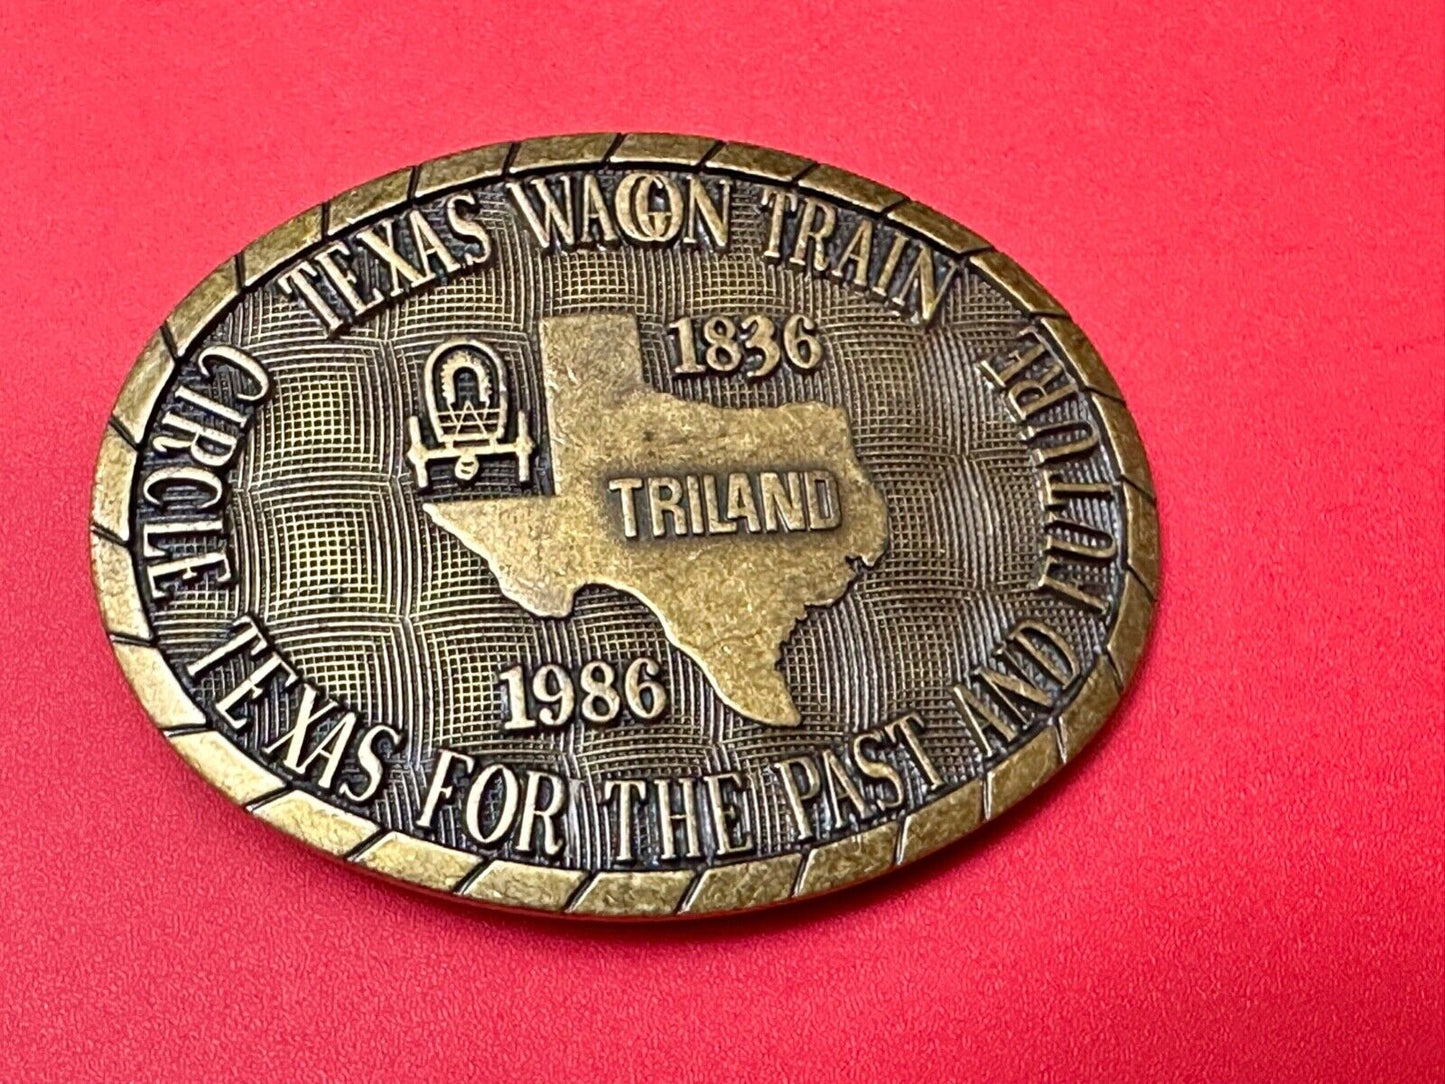 TEXAS WAGON TRAIN
1836
TRILAND
1986
CIRCLE TEXAS FOR THE PAST AND FUTURE